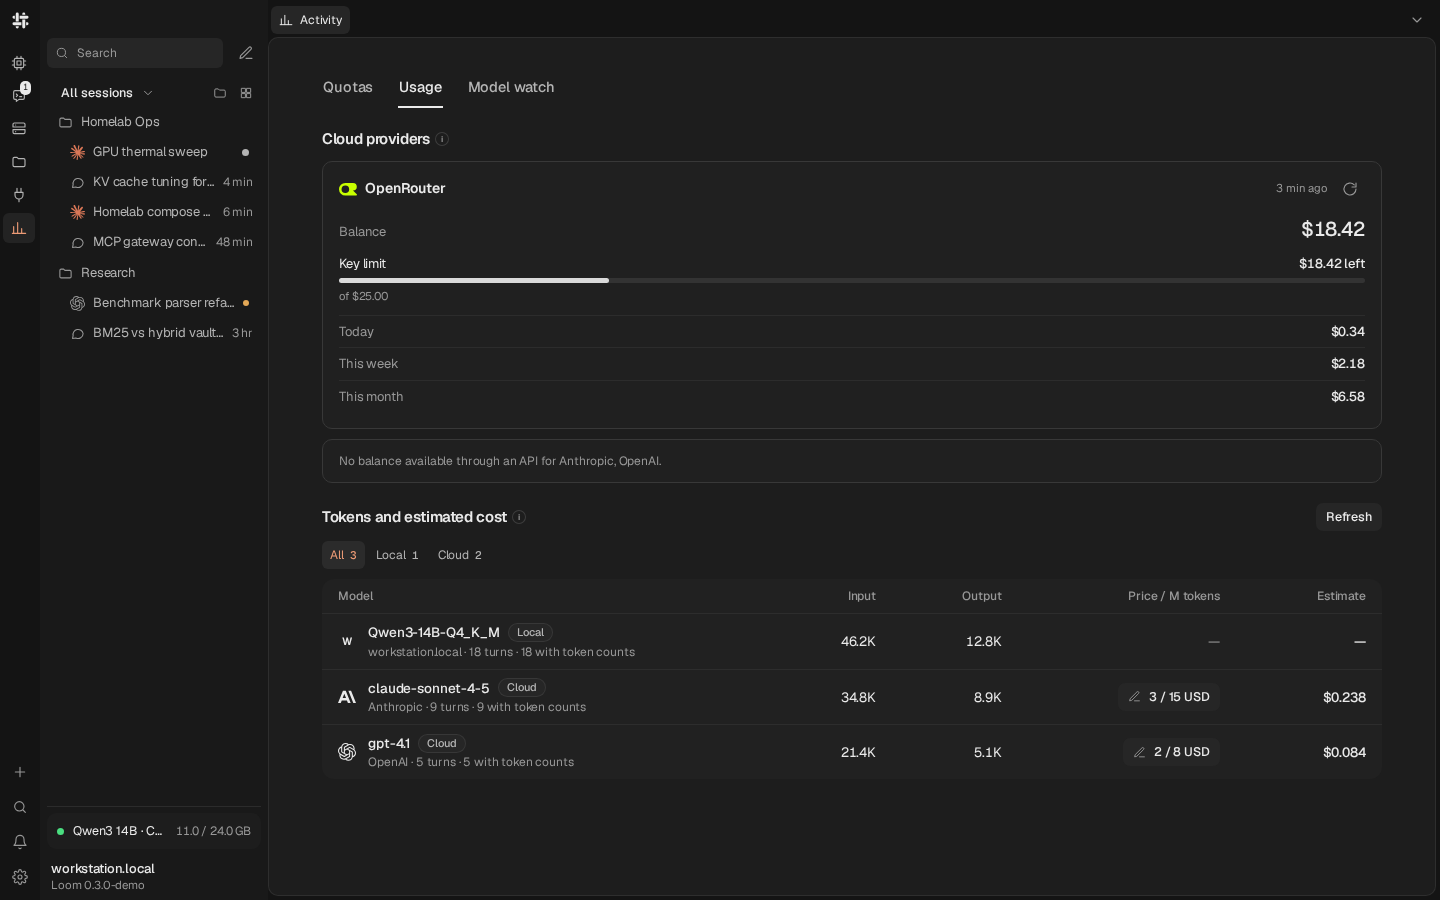 Activity
Search
1
All sessions
Homelab Ops
GPU thermal sweep
KV cache tuning for... 4 min
Homelab compose ... 6 min
MCP gateway con... 48 min
Research
Benchmark parser refa...
BM25 vs hybrid vault... 3 hr
Qwen3 14B · C... 11.0 / 24.0 GB
workstation.local
Loom 0.3.0-demo
Quotas Usage Model watch
Cloud providers i
OpenRouter 3 min ago
Balance $18.42
Key limit $18.42 left
of $25.00
Today $0.34
This week $2.18
This month $6.58
No balance available through an API for Anthropic, OpenAI.
Tokens and estimated cost i Refresh
All 3 Local 1 Cloud 2
Model Input Output Price / M tokens Estimate
W Qwen3-14B-Q4_K_M Local 46.2K 12.8K — —
workstation.local · 18 turns · 18 with token counts
claude-sonnet-4-5 Cloud 34.8K 8.9K 3 / 15 USD $0.238
Anthropic · 9 turns · 9 with token counts
gpt-4.1 Cloud 21.4K 5.1K 2 / 8 USD $0.084
OpenAI · 5 turns · 5 with token counts